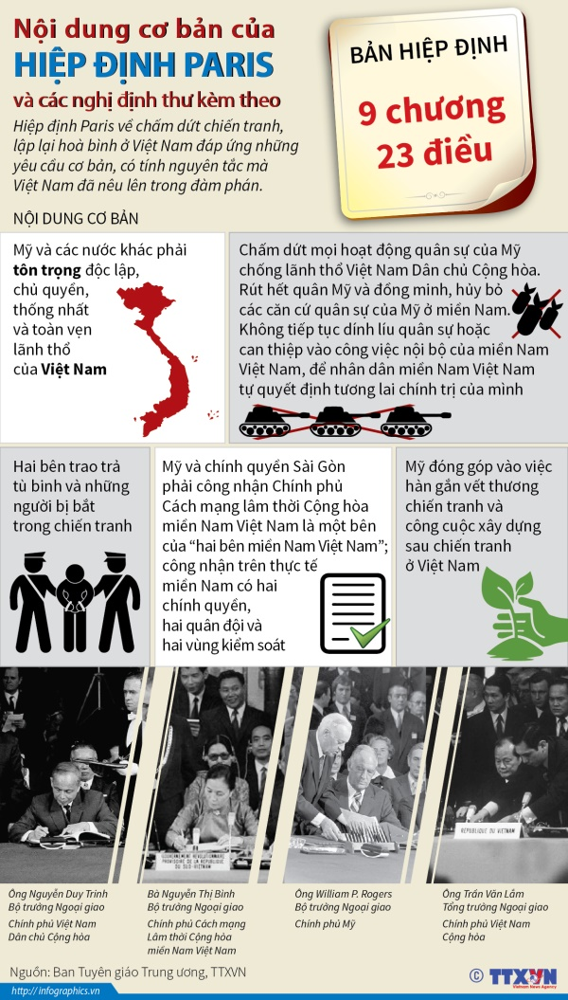 Nội dung cơ bản của
HIỆP ĐỊNH PARIS
và các nghị định thư kèm theo
Hiệp định Paris về chấm dứt chiến tranh,
lập lại hoà bình ở Việt Nam đáp ứng những
yêu cầu cơ bản, có tính nguyên tắc mà
Việt Nam đã nêu lên trong đàm phán.
BẢN HIỆP ĐỊNH
9 chương
23 điều
NỘI DUNG CƠ BẢN
Mỹ và các nước khác phải
tôn trọng độc lập,
chủ quyền,
thống nhất
và toàn vẹn
lãnh thổ
của Việt Nam
Chấm dứt mọi hoạt động quân sự của Mỹ
chống lãnh thổ Việt Nam Dân chủ Cộng hòa.
Rút hết quân Mỹ và đồng minh, hủy bỏ
các căn cứ quân sự của Mỹ ở miền Nam.
Không tiếp tục dính líu quân sự hoặc
can thiệp vào công việc nội bộ của miền Nam
Việt Nam, để nhân dân miền Nam Việt Nam
tự quyết định tương lai chính trị của mình
Hai bên trao trả
tù binh và những
người bị bắt
trong chiến tranh
Mỹ và chính quyền Sài Gòn
phải công nhận Chính phủ
Cách mạng lâm thời Cộng hòa
miền Nam Việt Nam là một bên
của “hai bên miền Nam Việt Nam”;
công nhận trên thực tế
miền Nam có hai
chính quyền,
hai quân đội và
hai vùng kiểm soát
Mỹ đóng góp vào việc
hàn gắn vết thương
chiến tranh và
công cuộc xây dựng
sau chiến tranh
ở Việt Nam
GOUVERNEMENT REVOLUTIONNAIRE
PROVISOIRE DE LA REPUBLIQUE
DU SUD-VIETNAM
REPUBLIQUE DU VIETNAM
Ông Nguyễn Duy Trinh
Bộ trưởng Ngoại giao
Chính phủ Việt Nam
Dân chủ Cộng hòa
Bà Nguyễn Thị Bình
Bộ trưởng Ngoại giao
Chính phủ Cách mạng
Lâm thời Cộng hòa
miền Nam Việt Nam
Ông William P. Rogers
Bộ trưởng Ngoại giao
Chính phủ Mỹ
Ông Trần Văn Lắm
Tổng trưởng Ngoại giao
Chính phủ Việt Nam
Cộng hòa
Nguồn: Ban Tuyên giáo Trung ương, TTXVN
© TTXVN
Vietnam News Agency
http://infographics.vn